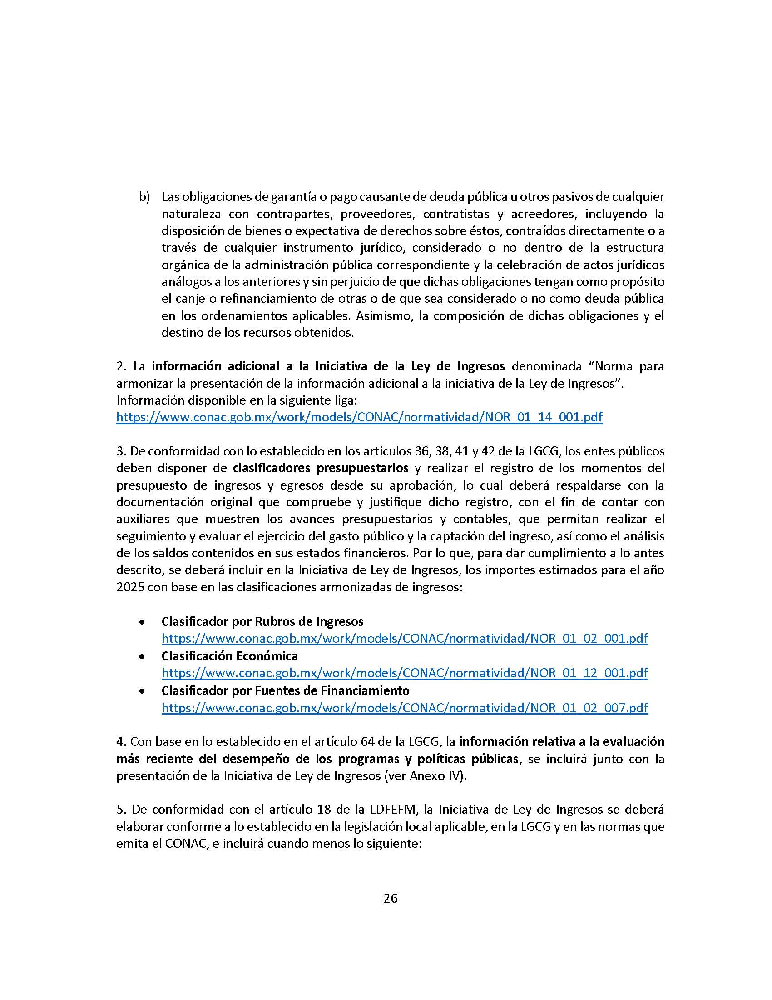 b) Las obligaciones de garantía o pago causante de deuda pública u otros pasivos de cualquier
naturaleza con contrapartes, proveedores, contratistas y acreedores, incluyendo la
disposición de bienes o expectativa de derechos sobre éstos, contraídos directamente o a
través de cualquier instrumento jurídico, considerado o no dentro de la estructura
orgánica de la administración pública correspondiente y la celebración de actos jurídicos
análogos a los anteriores y sin perjuicio de que dichas obligaciones tengan como propósito
el canje o refinanciamiento de otras o de que sea considerado o no como deuda pública
en los ordenamientos aplicables. Asimismo, la composición de dichas obligaciones y el
destino de los recursos obtenidos.
2. La información adicional a la Iniciativa de la Ley de Ingresos denominada “Norma para
armonizar la presentación de la información adicional a la iniciativa de la Ley de Ingresos”.
Información disponible en la siguiente liga:
https://www.conac.gob.mx/work/models/CONAC/normatividad/NOR_01_14_001.pdf
3. De conformidad con lo establecido en los artículos 36, 38, 41 y 42 de la LGCG, los entes públicos
deben disponer de clasificadores presupuestarios y realizar el registro de los momentos del
presupuesto de ingresos y egresos desde su aprobación, lo cual deberá respaldarse con la
documentación original que compruebe y justifique dicho registro, con el fin de contar con
auxiliares que muestren los avances presupuestarios y contables, que permitan realizar el
seguimiento y evaluar el ejercicio del gasto público y la captación del ingreso, así como el análisis
de los saldos contenidos en sus estados financieros. Por lo que, para dar cumplimiento a lo antes
descrito, se deberá incluir en la Iniciativa de Ley de Ingresos, los importes estimados para el año
2025 con base en las clasificaciones armonizadas de ingresos:
• Clasificador por Rubros de Ingresos
https://www.conac.gob.mx/work/models/CONAC/normatividad/NOR_01_02_001.pdf
• Clasificación Económica
https://www.conac.gob.mx/work/models/CONAC/normatividad/NOR_01_12_001.pdf
• Clasificador por Fuentes de Financiamiento
https://www.conac.gob.mx/work/models/CONAC/normatividad/NOR_01_02_007.pdf
4. Con base en lo establecido en el artículo 64 de la LGCG, la información relativa a la evaluación
más reciente del desempeño de los programas y políticas públicas, se incluirá junto con la
presentación de la Iniciativa de Ley de Ingresos (ver Anexo IV).
5. De conformidad con el artículo 18 de la LDFEFM, la Iniciativa de Ley de Ingresos se deberá
elaborar conforme a lo establecido en la legislación local aplicable, en la LGCG y en las normas que
emita el CONAC, e incluirá cuando menos lo siguiente:
26